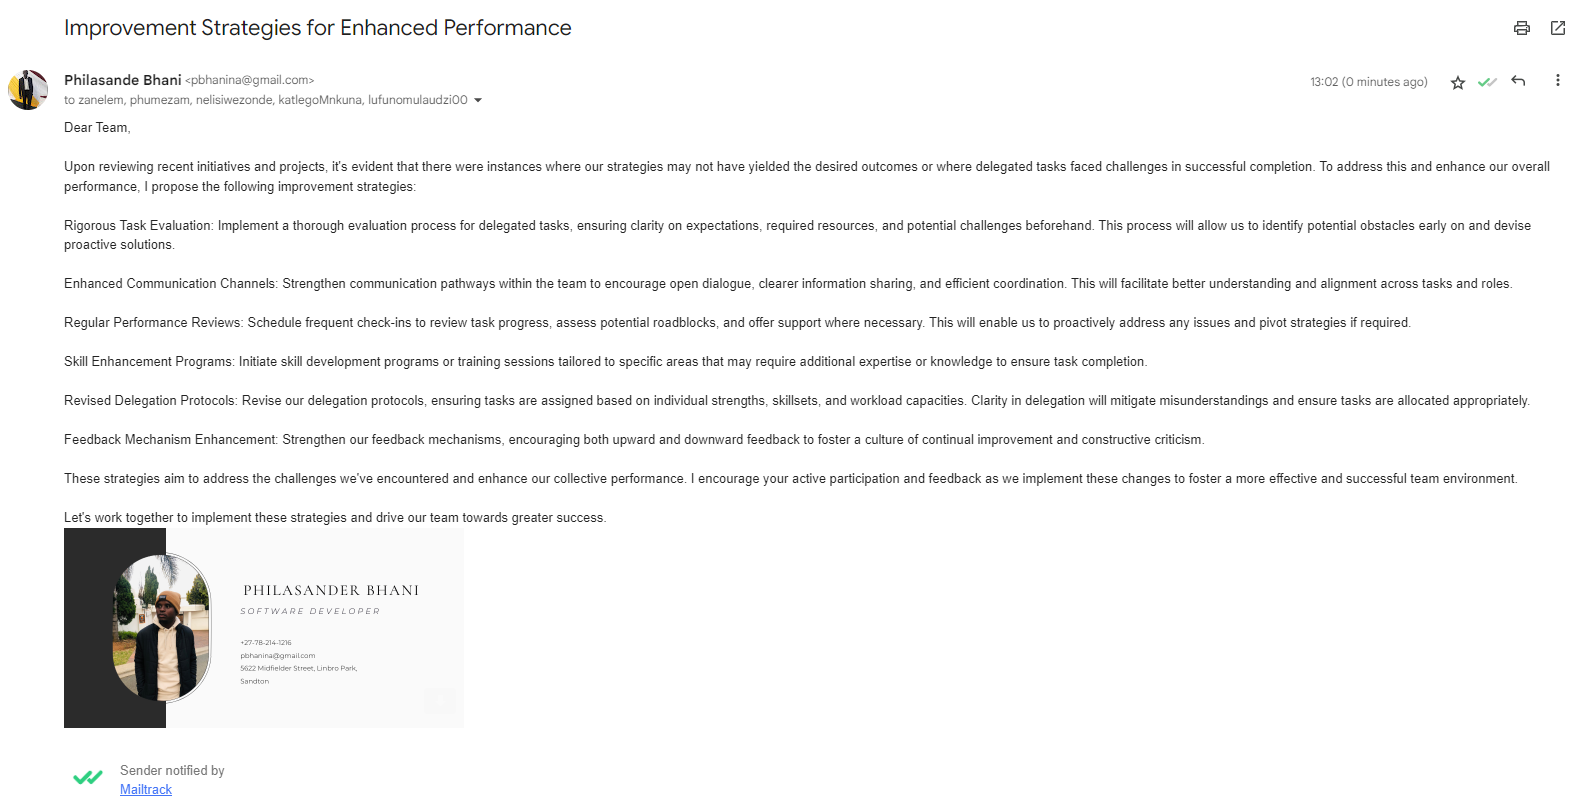 Improvement Strategies for Enhanced Performance
Philasande Bhani <pbhanina@gmail.com>
13:02 (0 minutes ago)
to zanelem, phumezam, nelisiwezonde, katlegoMnkuna, lufunomulaudzi00
Dear Team,
Upon reviewing recent initiatives and projects, it's evident that there were instances where our strategies may not have yielded the desired outcomes or where delegated tasks faced challenges in successful completion. To address this and enhance our overall
performance, I propose the following improvement strategies:
Rigorous Task Evaluation: Implement a thorough evaluation process for delegated tasks, ensuring clarity on expectations, required resources, and potential challenges beforehand. This process will allow us to identify potential obstacles early on and devise
proactive solutions.
Enhanced Communication Channels: Strengthen communication pathways within the team to encourage open dialogue, clearer information sharing, and efficient coordination. This will facilitate better understanding and alignment across tasks and roles.
Regular Performance Reviews: Schedule frequent check-ins to review task progress, assess potential roadblocks, and offer support where necessary. This will enable us to proactively address any issues and pivot strategies if required.
Skill Enhancement Programs: Initiate skill development programs or training sessions tailored to specific areas that may require additional expertise or knowledge to ensure task completion.
Revised Delegation Protocols: Revise our delegation protocols, ensuring tasks are assigned based on individual strengths, skillsets, and workload capacities. Clarity in delegation will mitigate misunderstandings and ensure tasks are allocated appropriately.
Feedback Mechanism Enhancement: Strengthen our feedback mechanisms, encouraging both upward and downward feedback to foster a culture of continual improvement and constructive criticism.
These strategies aim to address the challenges we've encountered and enhance our collective performance. I encourage your active participation and feedback as we implement these changes to foster a more effective and successful team environment.
Let's work together to implement these strategies and drive our team towards greater success.
PHILASANDER BHANI
SOFTWARE DEVELOPER
+27-78-214-1216
pbhanina@gmail.com
5622 Midfielder Street, Linbro Park,
Sandton
Sender notified by
Mailtrack